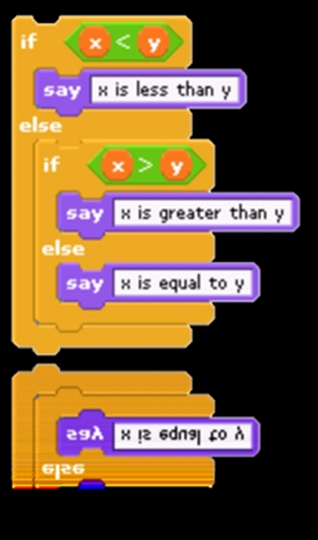 if x < y
say x is less than y
else
if x > y
say x is greater than y
else
say x is equal to y
say x is equal to y
else